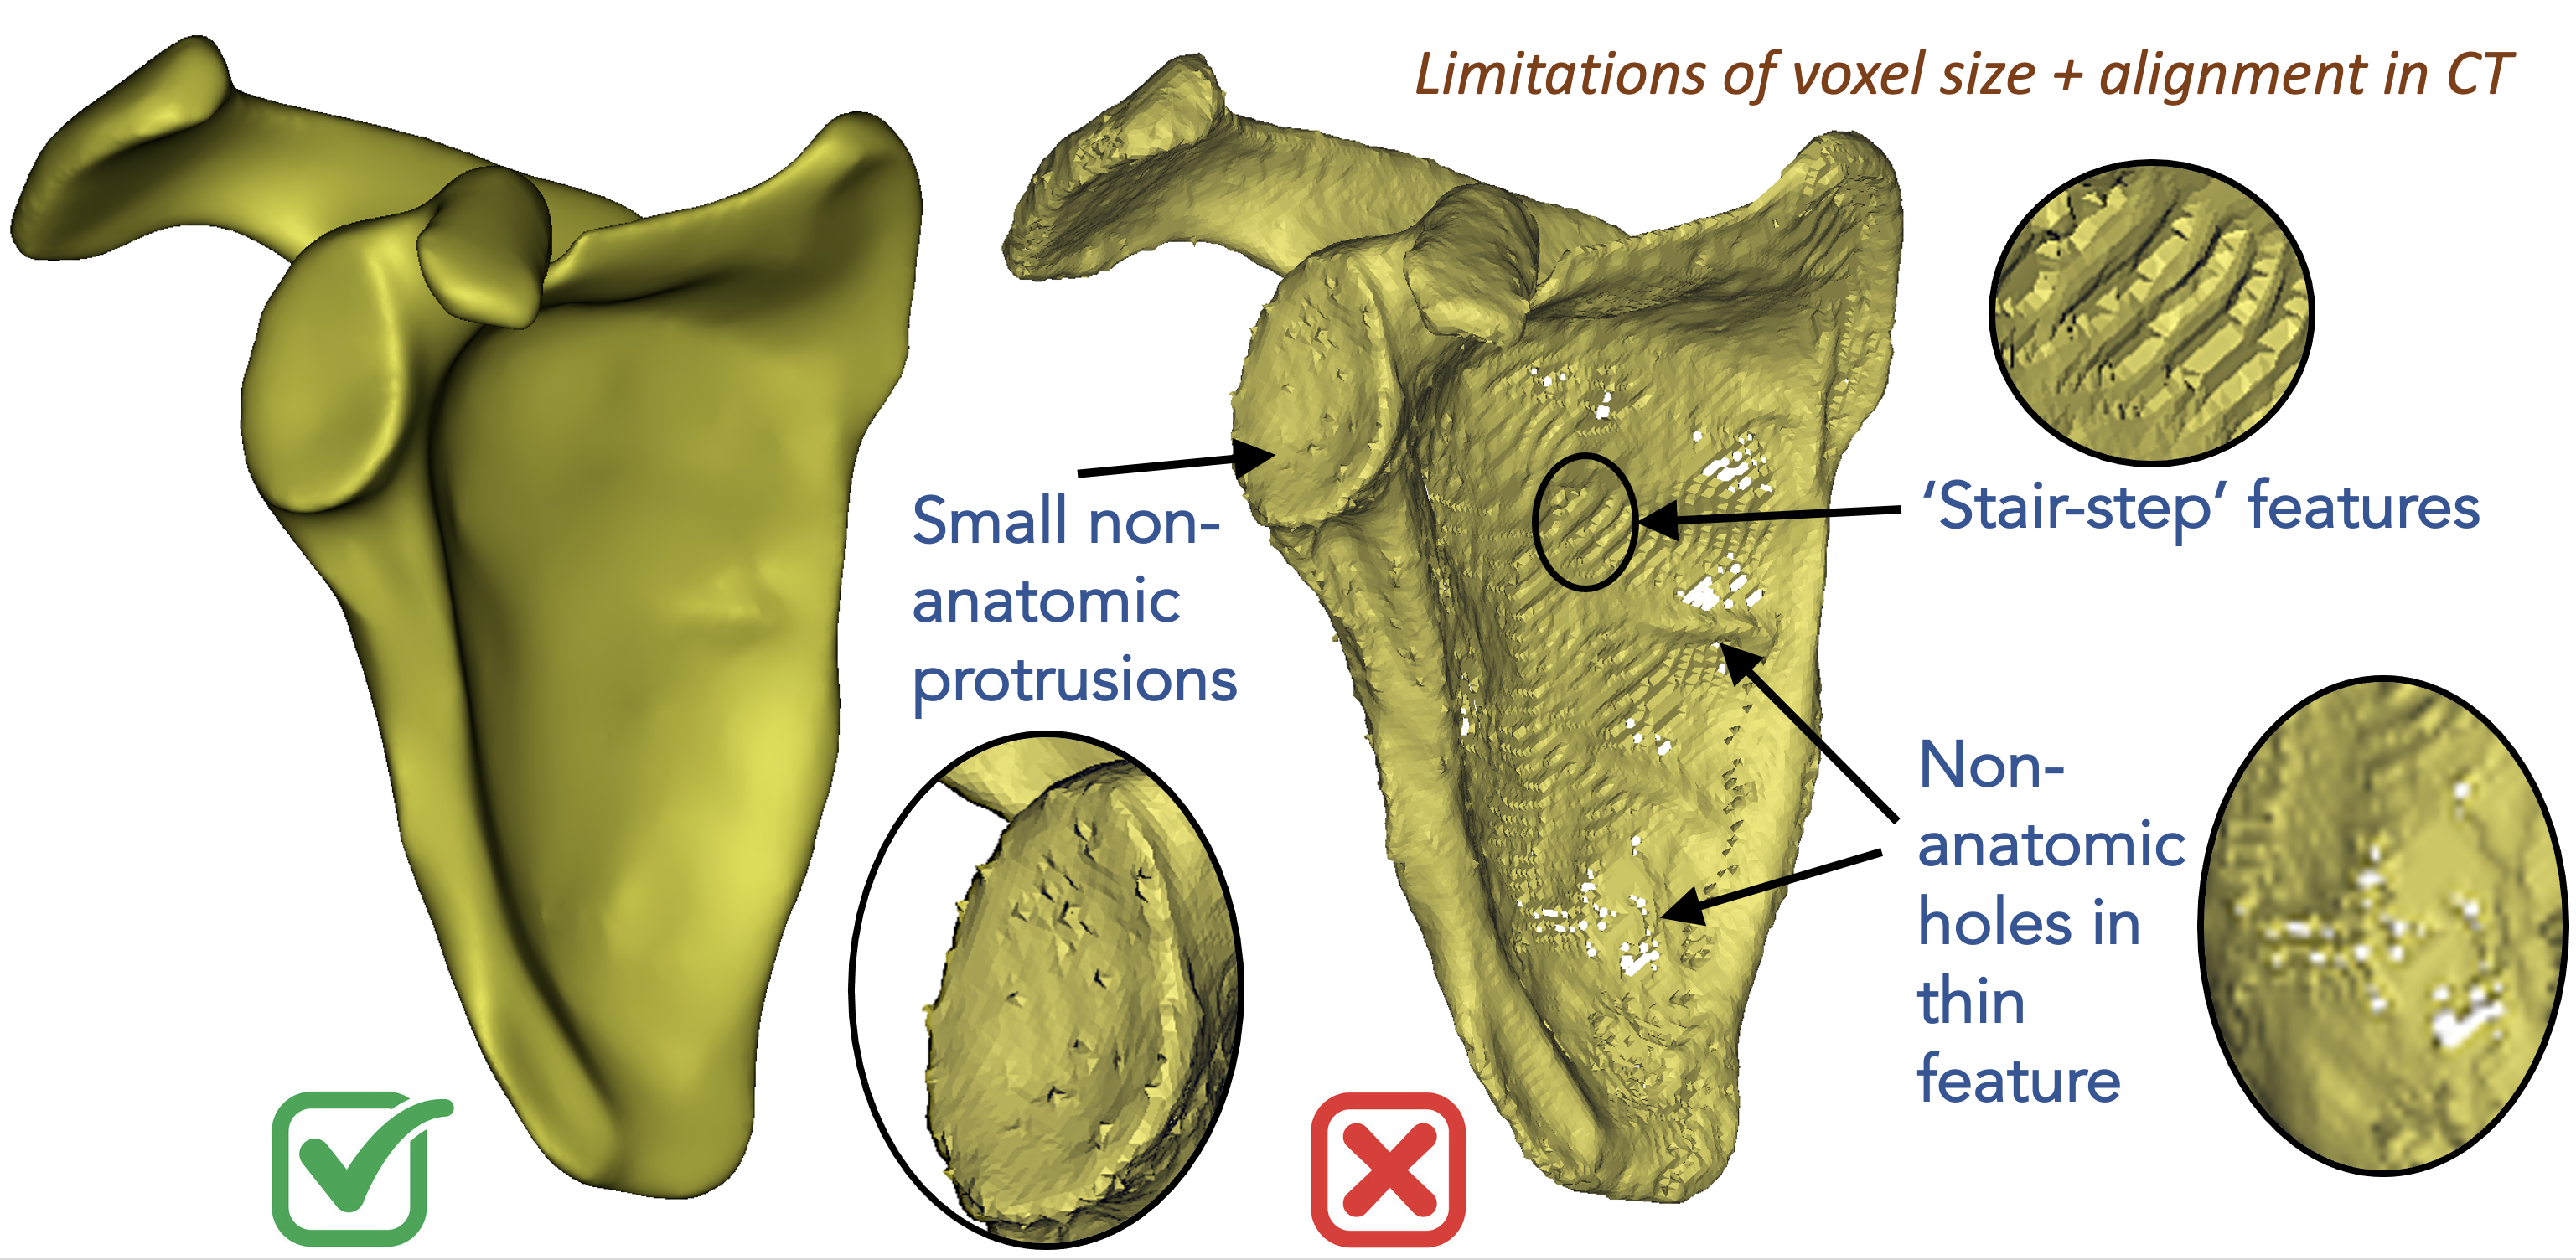 Limitations of voxel size + alignment in CT
Small non-
anatomic
protrusions
‘Stair-step’ features
Non-
anatomic
holes in
thin
feature